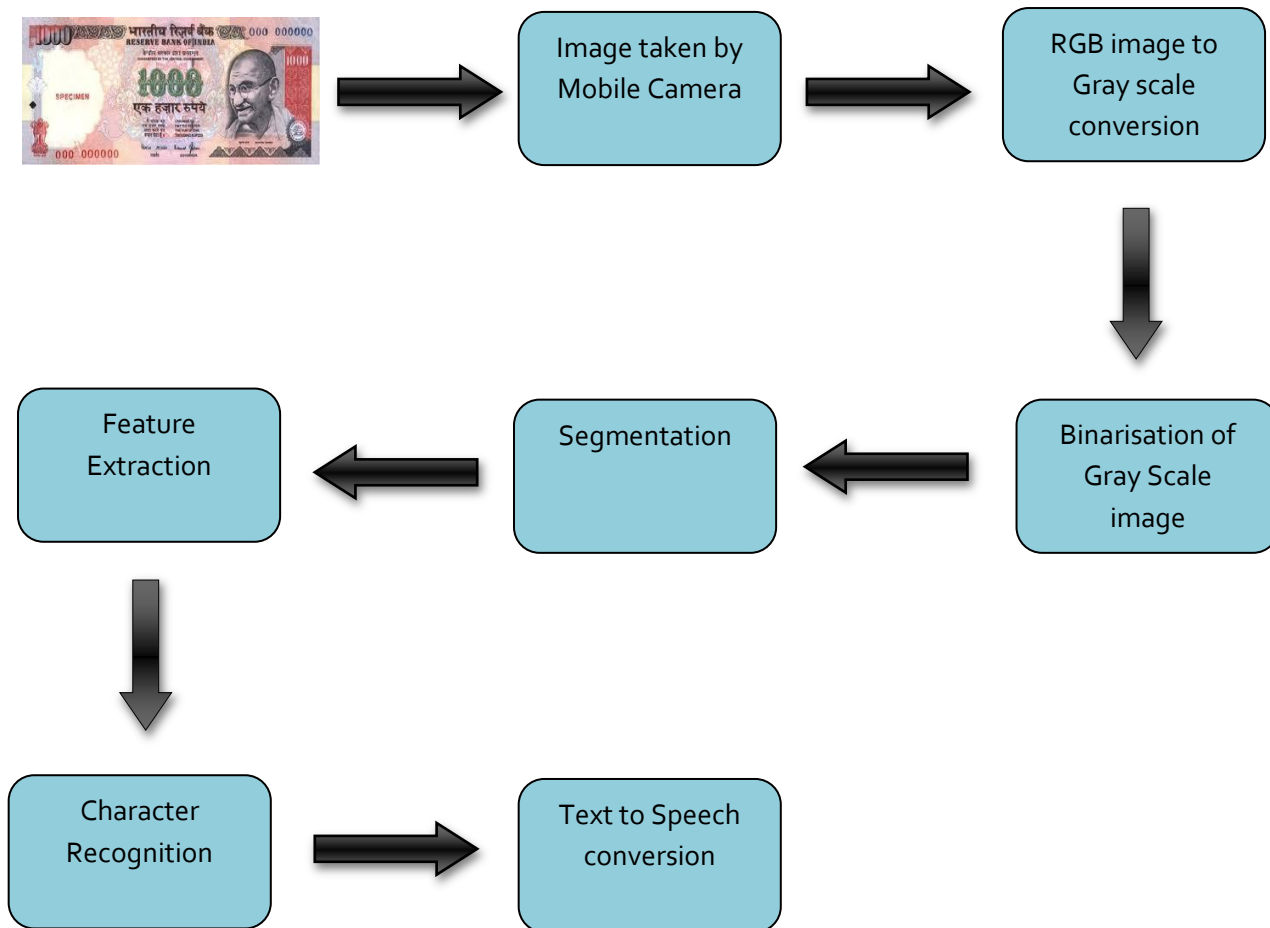 1000
भारतीय रिज़र्व बैंक
000 000000
RESERVE BANK OF INDIA
1000
1000
SPECIMEN
एक हज़ार रुपये
000 000000
Image taken by
Mobile Camera
RGB image to
Gray scale
conversion
Feature
Extraction
Segmentation
Binarisation of
Gray Scale
image
Character
Recognition
Text to Speech
conversion